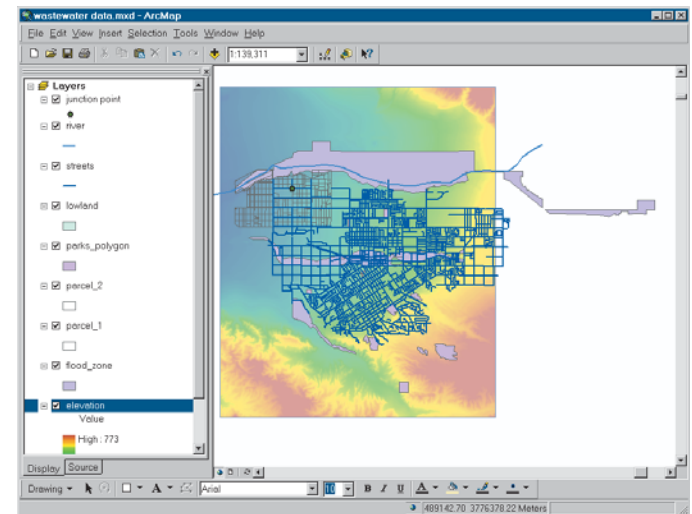 wastewater data.mxd - ArcMap
File Edit View Insert Selection Tools Window Help
1:139,311
Layers
junction point
river
streets
lowland
parks_polygon
parcel_2
parcel_1
flood_zone
elevation
Value
High : 773
Display Source
Drawing A Arial 10 B I U A
489142.70 3776378.22 Meters